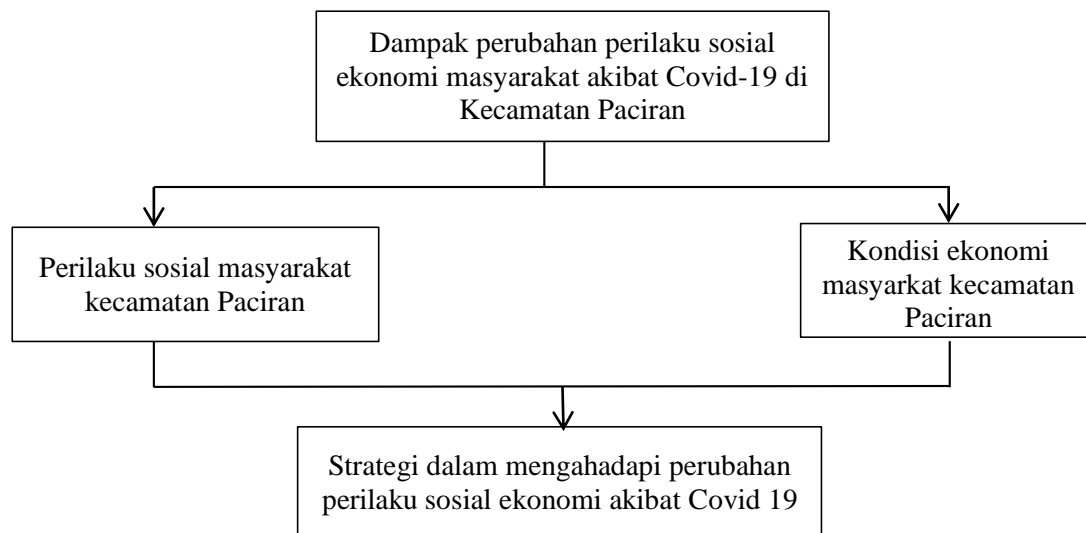 Dampak perubahan perilaku sosial
ekonomi masyarakat akibat Covid-19 di
Kecamatan Paciran
Perilaku sosial masyarakat
kecamatan Paciran
Kondisi ekonomi
masyarkat kecamatan
Paciran
Strategi dalam mengahadapi perubahan
perilaku sosial ekonomi akibat Covid 19